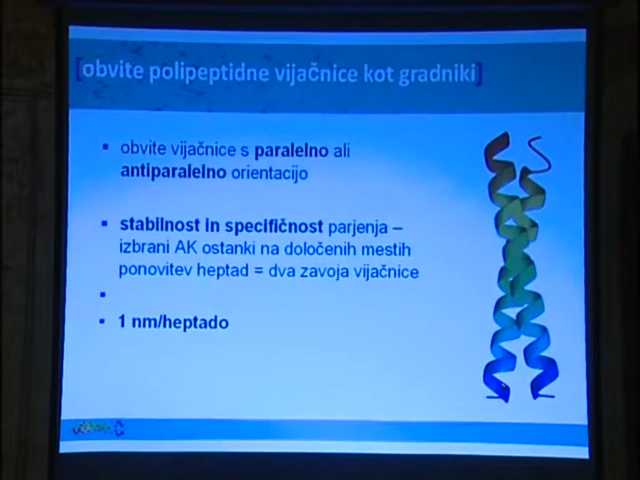 [obvite polipeptidne vijačnice kot gradniki]
obvite vijačnice s paralelno ali
antiparalelno orientacijo
stabilnost in specifičnost parjenja –
izbrani AK ostanki na določenih mestih
ponovitev heptad = dva zavoja vijačnice
1 nm/heptado